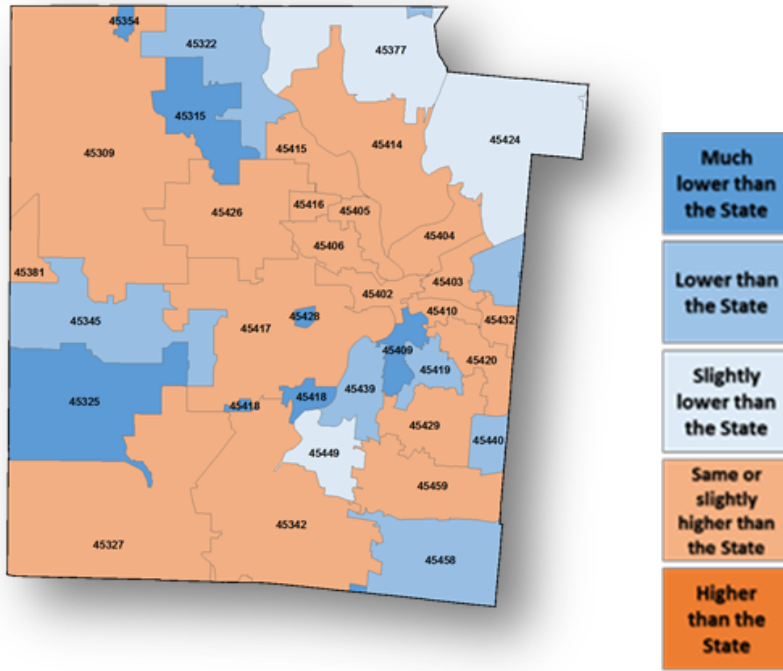 45354
45322
45377
45315
45424
45309
45415
45414
45426
45416
45405
45406
45404
45381
45402
45403
45345
45428
45410
45432
45417
45409
45420
45419
45325
45418
45418
45439
45429
45440
45449
45459
45342
45327
45458
Much
lower than
the State
Lower than
the State
Slightly
lower than
the State
Same or
slightly
higher than
the State
Higher
than the
State